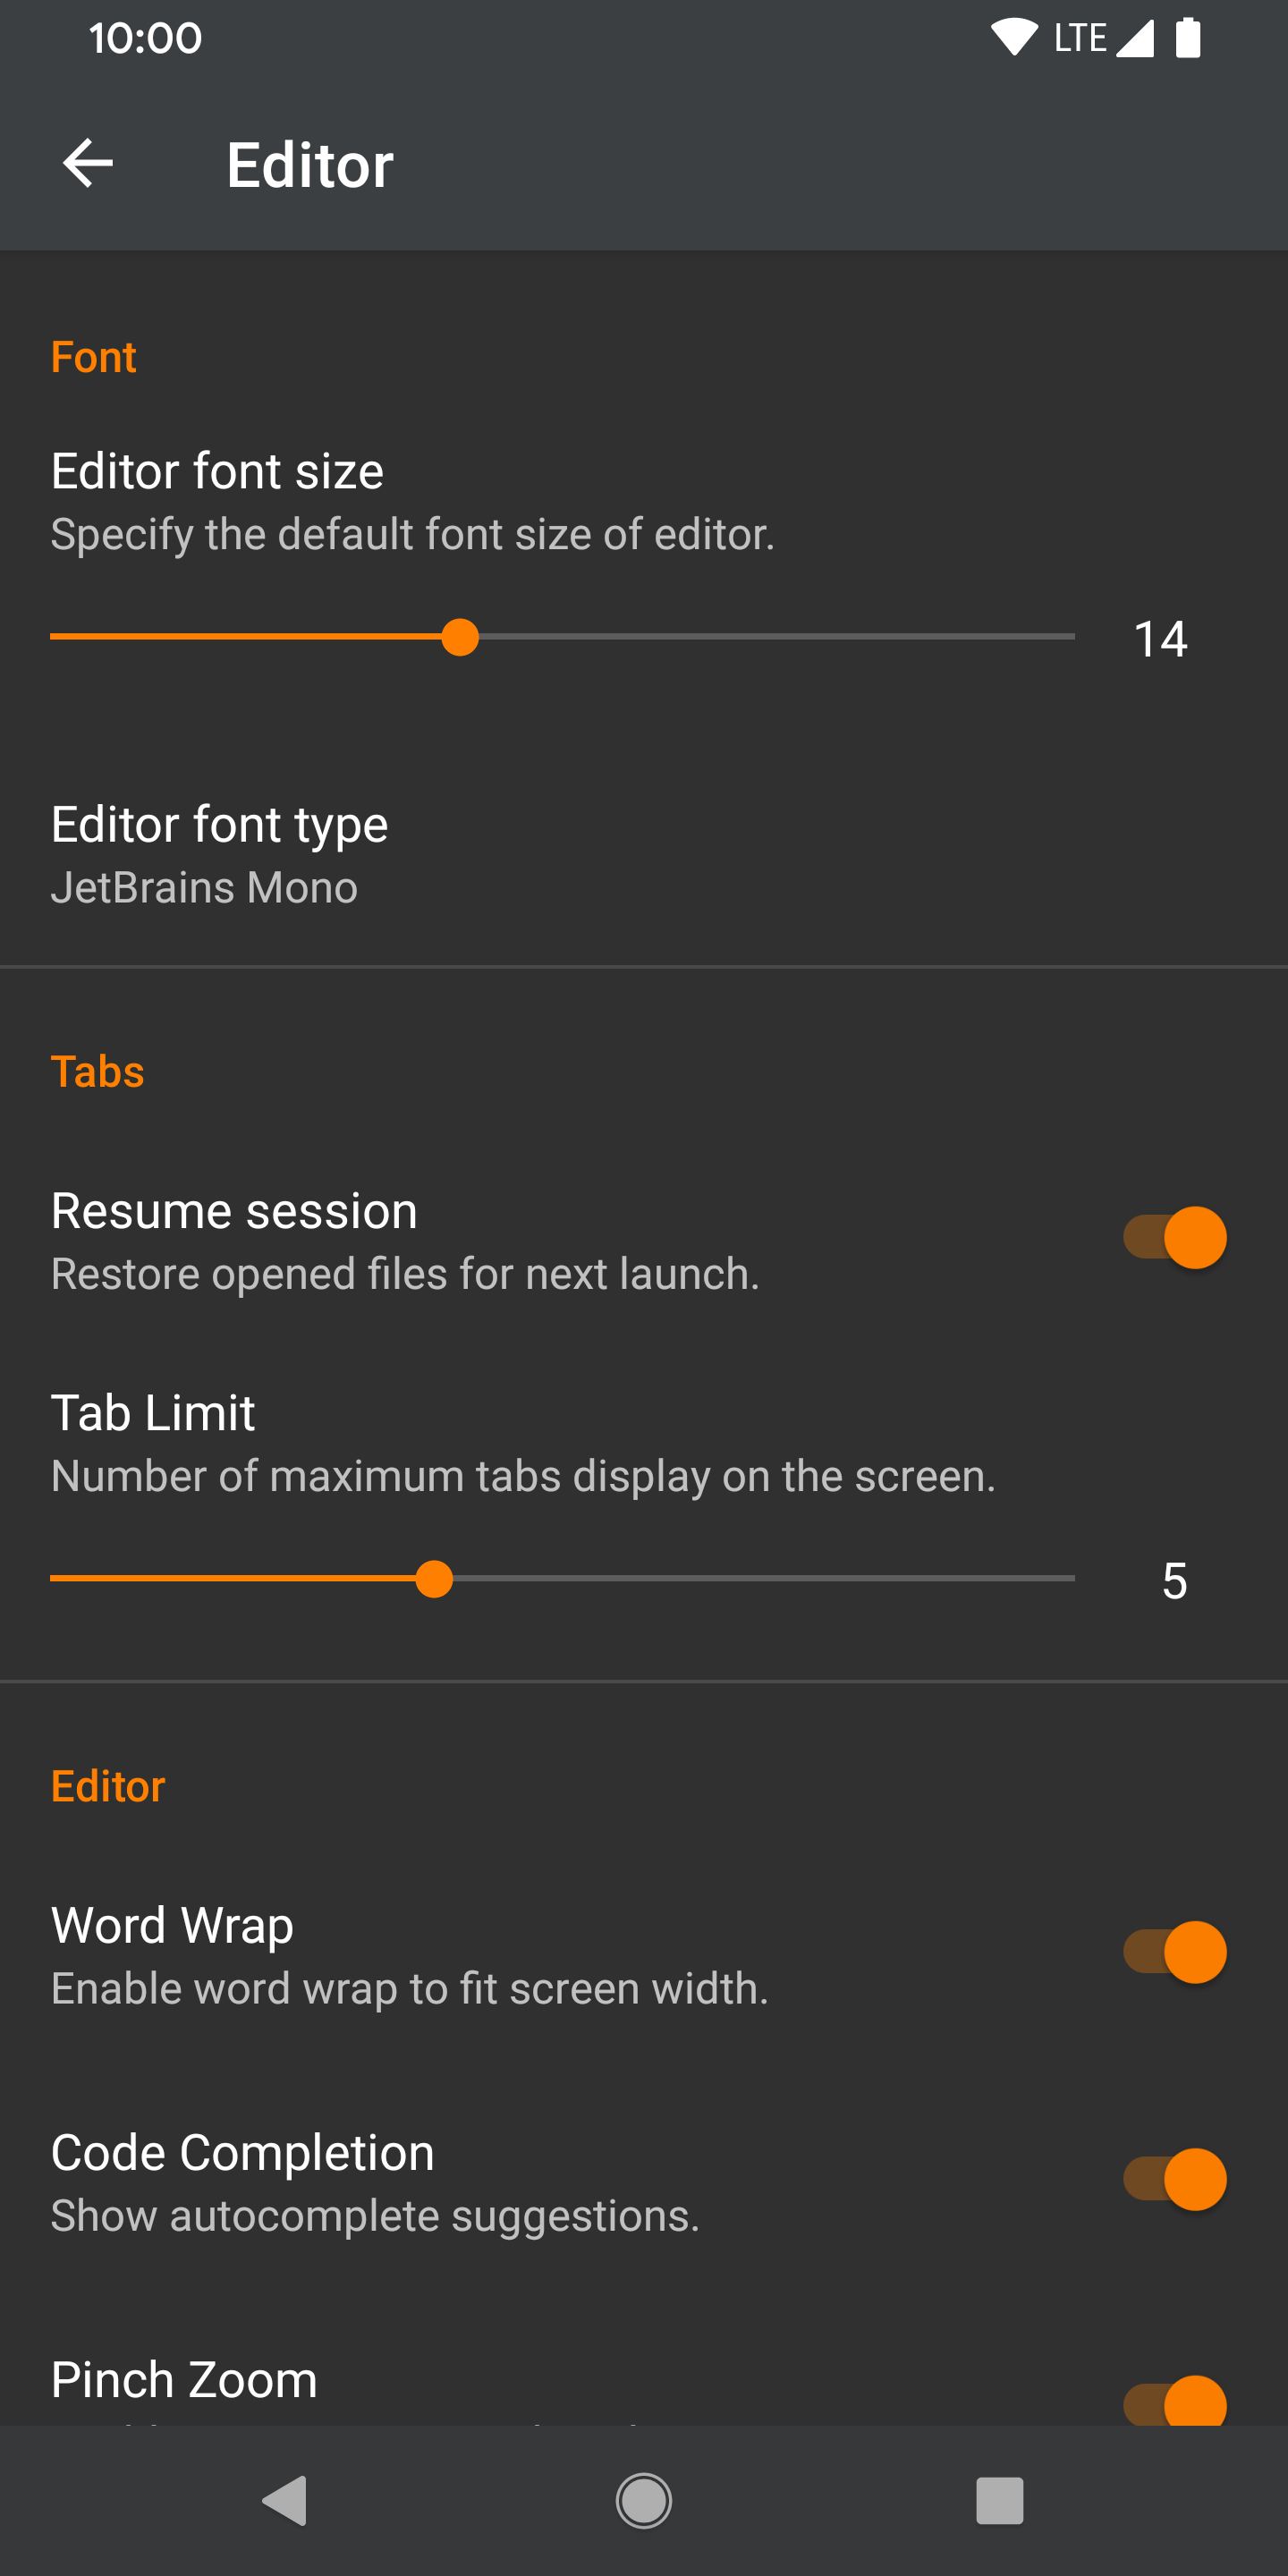 10:00
LTE
Editor
Font
Editor font size
Specify the default font size of editor.
14
Editor font type
JetBrains Mono
Tabs
Resume session
Restore opened files for next launch.
Tab Limit
Number of maximum tabs display on the screen.
5
Editor
Word Wrap
Enable word wrap to fit screen width.
Code Completion
Show autocomplete suggestions.
Pinch Zoom